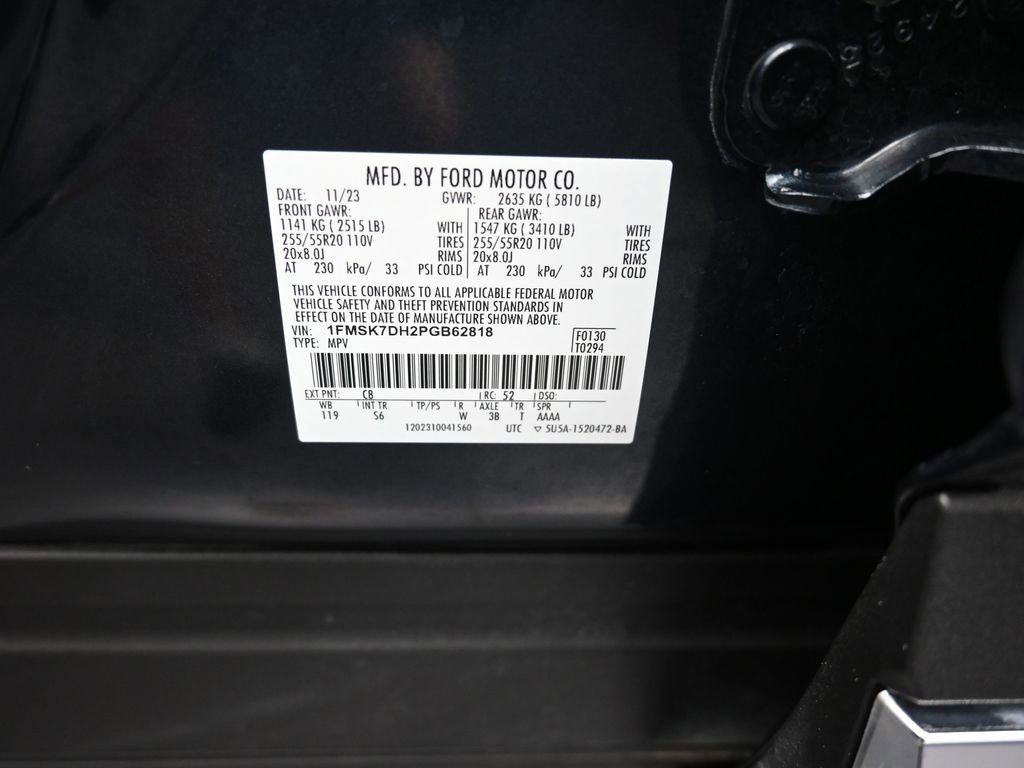 MFD. BY FORD MOTOR CO.
DATE: 11/23 GVWR: 2635 KG ( 5810 LB)
FRONT GAWR: REAR GAWR:
1141 KG ( 2515 LB) WITH 1547 KG ( 3410 LB) WITH
255/55R20 110V TIRES 255/55R20 110V TIRES
20x8.0J RIMS 20x8.0J RIMS
AT 230 kPa/ 33 PSI COLD AT 230 kPa/ 33 PSI COLD
THIS VEHICLE CONFORMS TO ALL APPLICABLE FEDERAL MOTOR
VEHICLE SAFETY AND THEFT PREVENTION STANDARDS IN
EFFECT ON THE DATE OF MANUFACTURE SHOWN ABOVE.
VIN: 1FMSK7DH2PGB62818 F0130
TYPE: MPV T0294
EXT PNT: C8 RC: 52 DSO:
WB INT TR TP/PS R AXLE TR SPR
119 S6 W 3B T AAAA
1202310041560 UTC ▽ 5U5A-1520472-BA